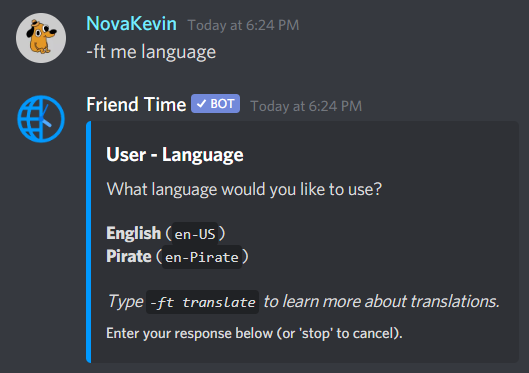 NovaKevin Today at 6:24 PM
-ft me language
Friend Time ✓ BOT Today at 6:24 PM
User - Language
What language would you like to use?
English (en-US)
Pirate (en-Pirate)
Type -ft translate to learn more about translations.
Enter your response below (or 'stop' to cancel).